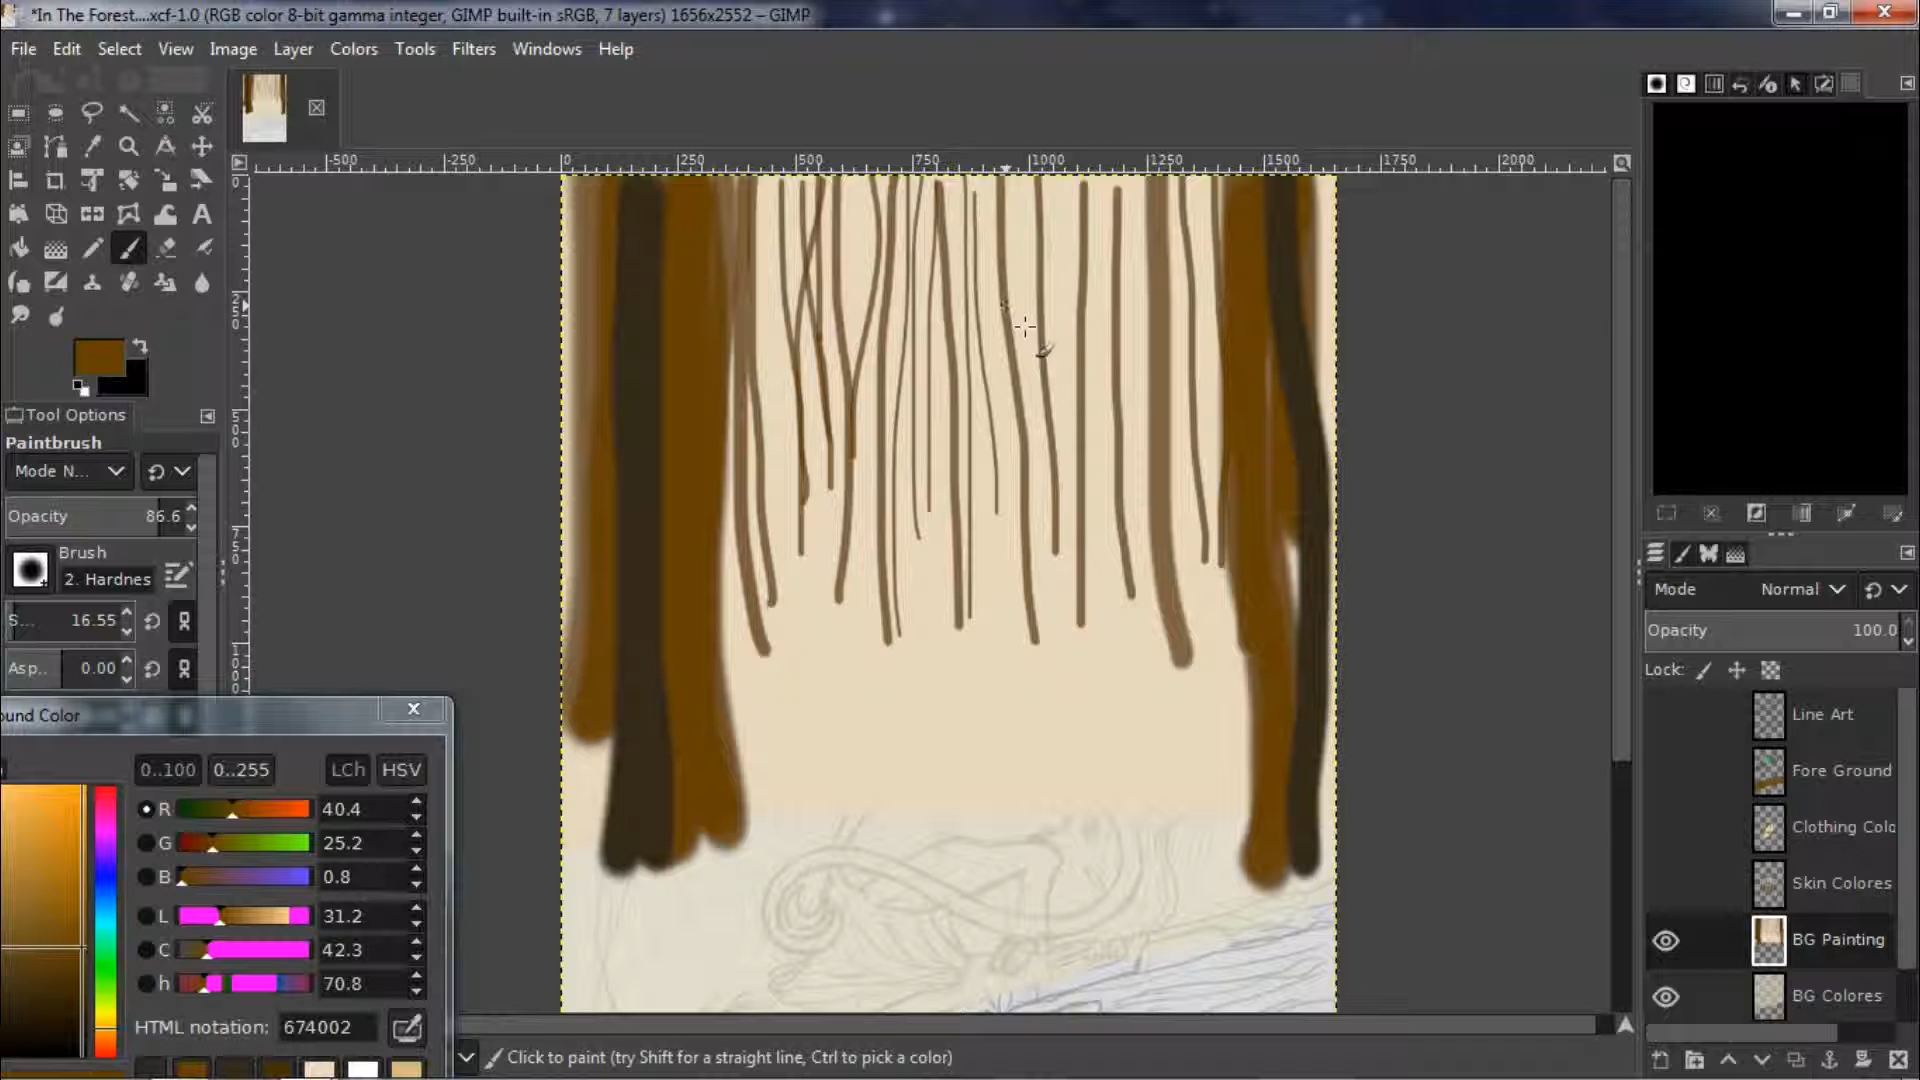 *In The Forest....xcf-1.0 (RGB color 8-bit gamma integer, GIMP built-in sRGB, 7 layers) 1656x2552 – GIMP
File Edit Select View Image Layer Colors Tools Filters Windows Help
-500 -250 0 250 500 750 1000 1250 1500 1750 2000
0
250
500
750
Tool Options
Paintbrush
Mode N...
Opacity 86.6
Brush
2. Hardnes
S... 16.55
Asp... 0.00
ound Color
0..100 0..255 LCh HSV
R 40.4
G 25.2
B 0.8
L 31.2
C 42.3
h 70.8
HTML notation: 674002
Click to paint (try Shift for a straight line, Ctrl to pick a color)
Mode Normal
Opacity 100.0
Lock:
Line Art
Fore Ground
Clothing Colo
Skin Colores
BG Painting
BG Colores